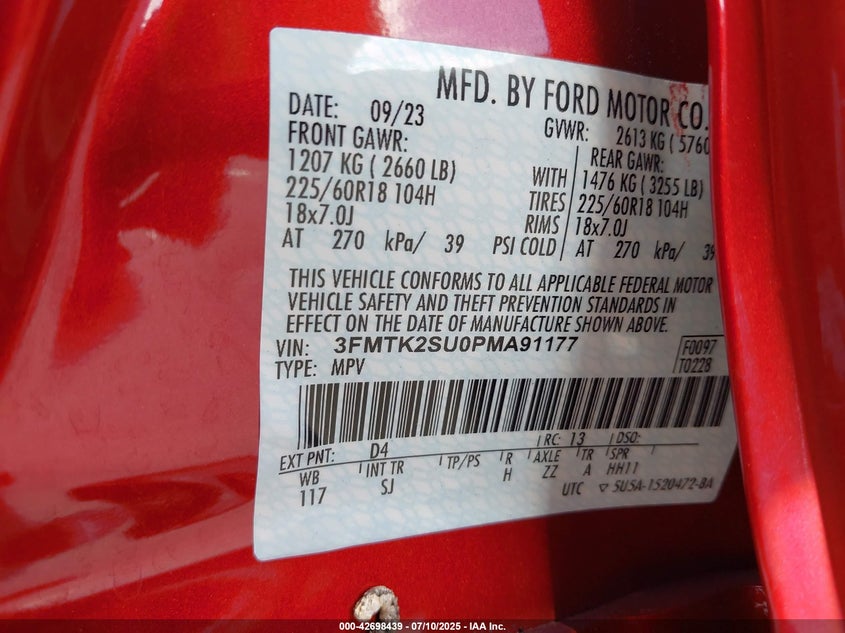 MFD. BY FORD MOTOR CO.
DATE: 09/23
GVWR: 2613 KG ( 5760
FRONT GAWR:
REAR GAWR:
1207 KG ( 2660 LB)
WITH
1476 KG ( 3255 LB)
225/60R18 104H
TIRES
225/60R18 104H
18x7.0J
RIMS
18x7.0J
AT 270 kPa/ 39 PSI COLD
AT 270 kPa/ 39
THIS VEHICLE CONFORMS TO ALL APPLICABLE FEDERAL MOTOR
VEHICLE SAFETY AND THEFT PREVENTION STANDARDS IN
EFFECT ON THE DATE OF MANUFACTURE SHOWN ABOVE.
VIN: 3FMTK2SU0PMA91177
F0097
TYPE: MPV
T0228
EXT PNT: D4
RC: 13 DSO:
WB INT TR TP/PS R AXLE TR SPR
117 SJ H ZZ A HH11
UTC ▽ 5U5A-1520472-BA
000-42698439 - 07/10/2025 - IAA Inc.